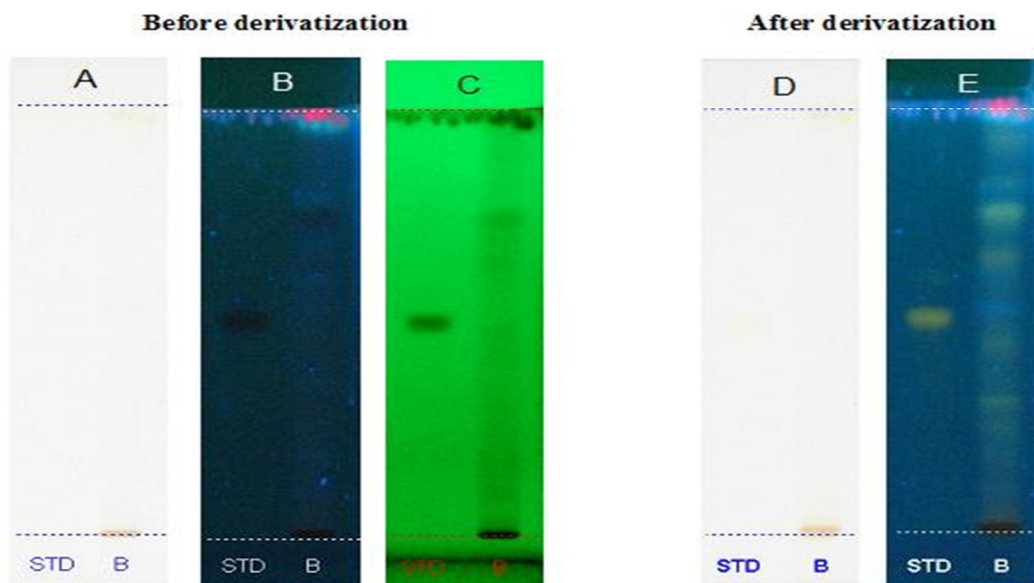 Before derivatization
After derivatization
A
B
C
D
E
STD B
STD B
STD B
STD B
STD B